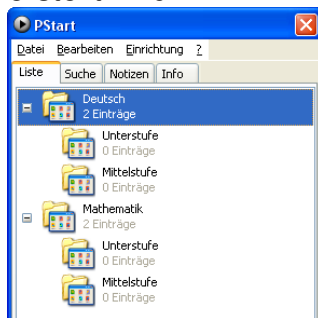 PStart
Datei Bearbeiten Einrichtung ?
Liste Suche Notizen Info
Deutsch
2 Einträge
Unterstufe
0 Einträge
Mittelstufe
0 Einträge
Mathematik
2 Einträge
Unterstufe
0 Einträge
Mittelstufe
0 Einträge